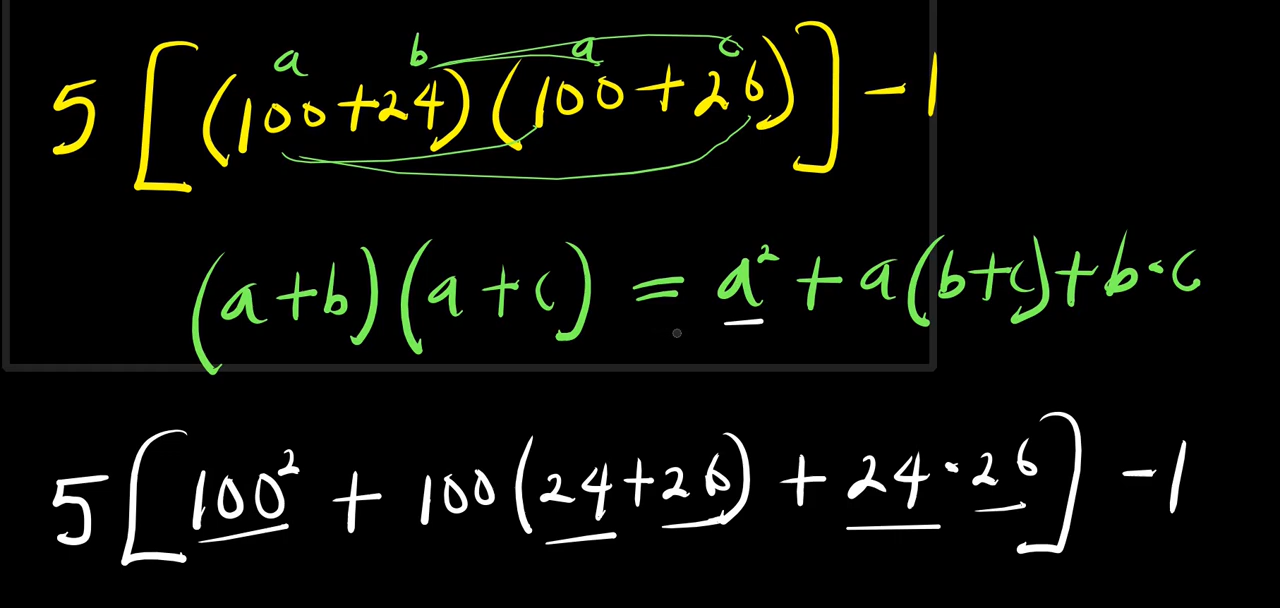 a b a c
5[(100+24)(100+26)]-1
(a+b)(a+c) = a²+a(b+c)+b·c
5[100²+100(24+26)+24·26]-1